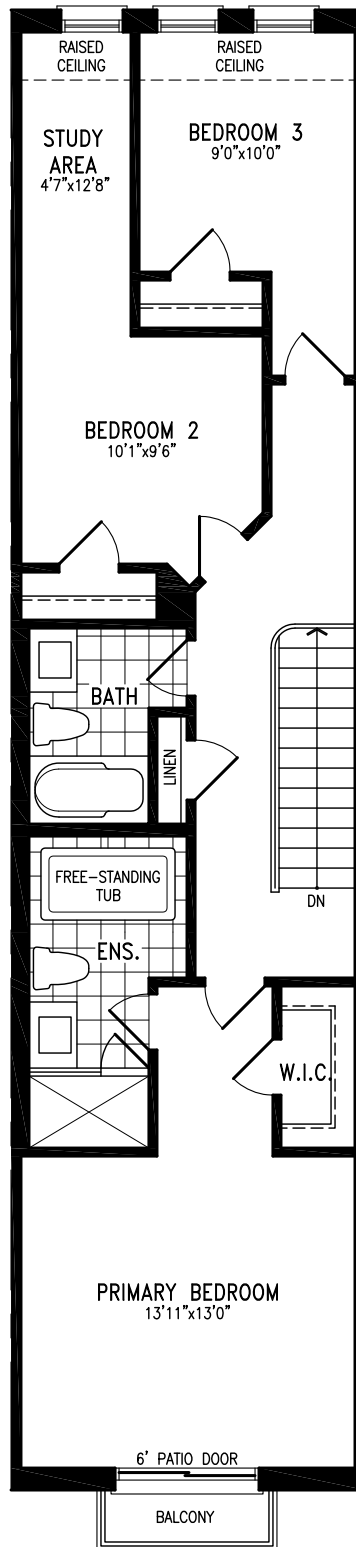 RAISED
CEILING
RAISED
CEILING
STUDY
AREA
4'7"x12'8"
BEDROOM 3
9'0"x10'0"
BEDROOM 2
10'1"x9'6"
BATH
LINEN
FREE-STANDING
TUB
DN
ENS.
W.I.C.
PRIMARY BEDROOM
13'11"x13'0"
6' PATIO DOOR
BALCONY